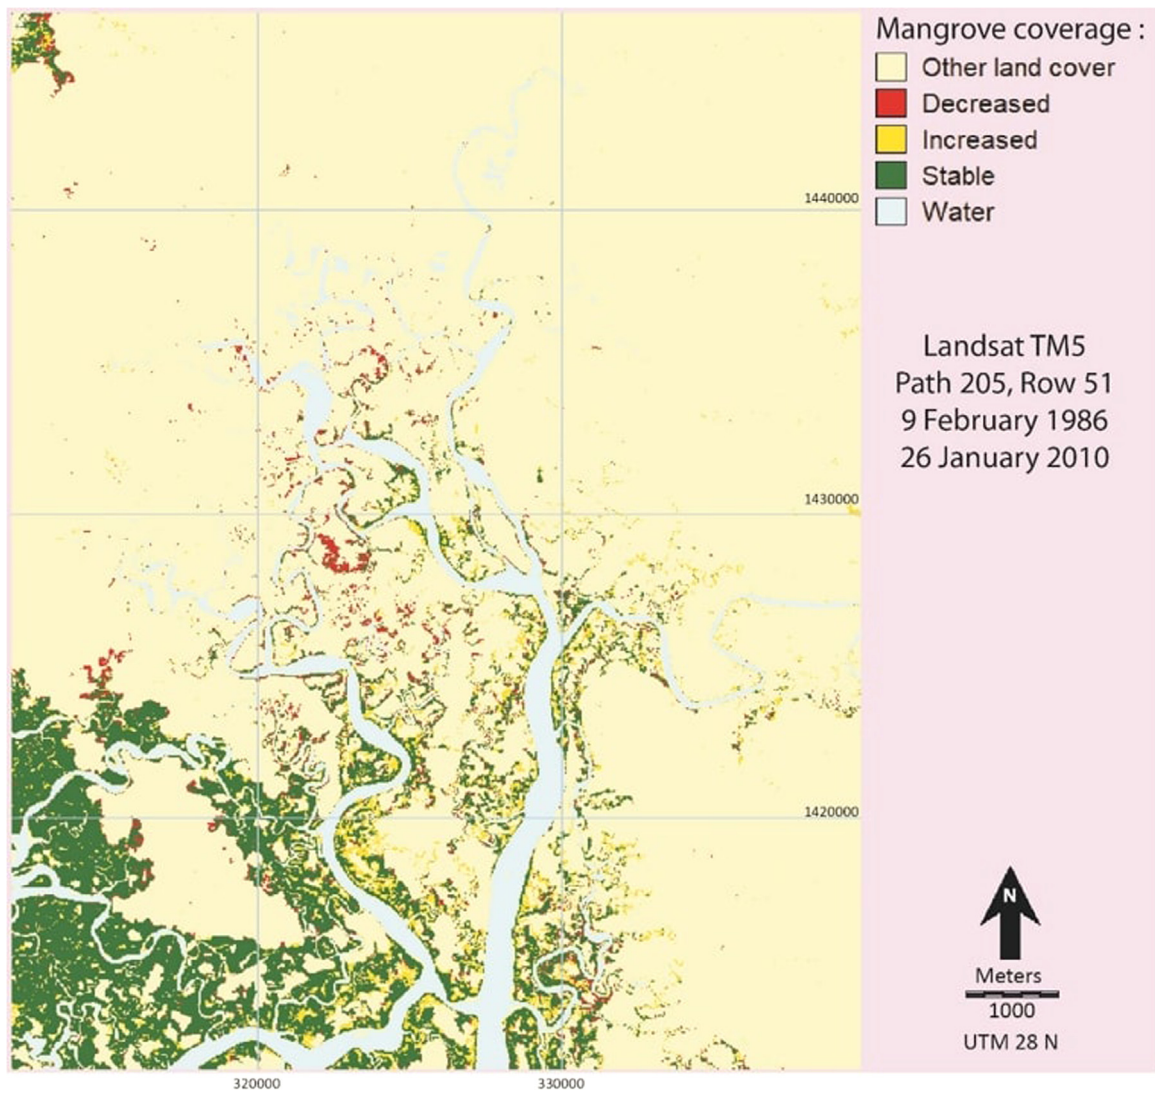 Mangrove coverage :
Other land cover
Decreased
Increased
Stable
Water
1440000
Landsat TM5
Path 205, Row 51
9 February 1986
26 January 2010
1430000
1420000
N
Meters
1000
UTM 28 N
320000
330000